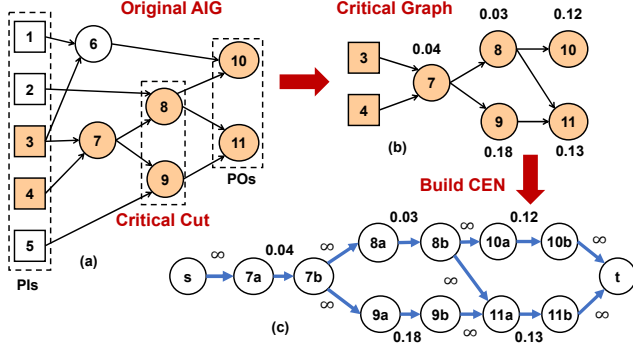 Original AIG
1
2
3
4
5
6
7
8
9
10
11
PIs
(a)
Critical Cut
POs
Critical Graph
3
4
0.04
7
0.03
8
0.12
10
9
0.18
11
0.13
(b)
Build CEN
s
∞
7a
0.04
7b
∞
∞
8a
0.03
8b
∞
∞
10a
0.12
10b
∞
9a
0.18
9b
∞
11a
0.13
11b
∞
t
(c)